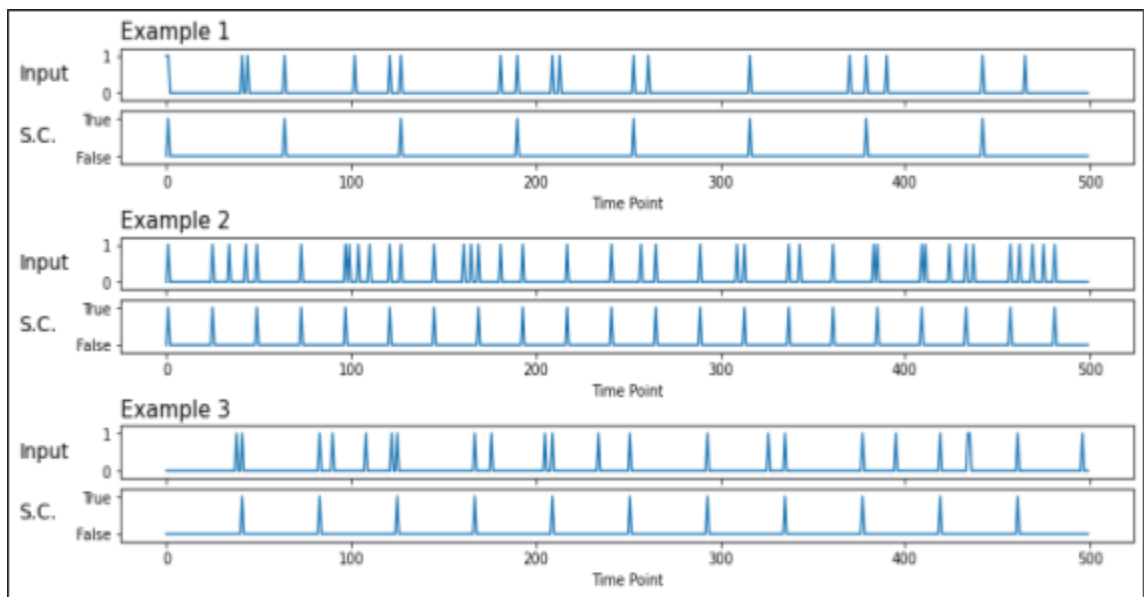 Example 1
Input
1
0
S.C.
True
False
0 100 200 300 400 500
Time Point
Example 2
Input
1
0
S.C.
True
False
0 100 200 300 400 500
Time Point
Example 3
Input
1
0
S.C.
True
False
0 100 200 300 400 500
Time Point